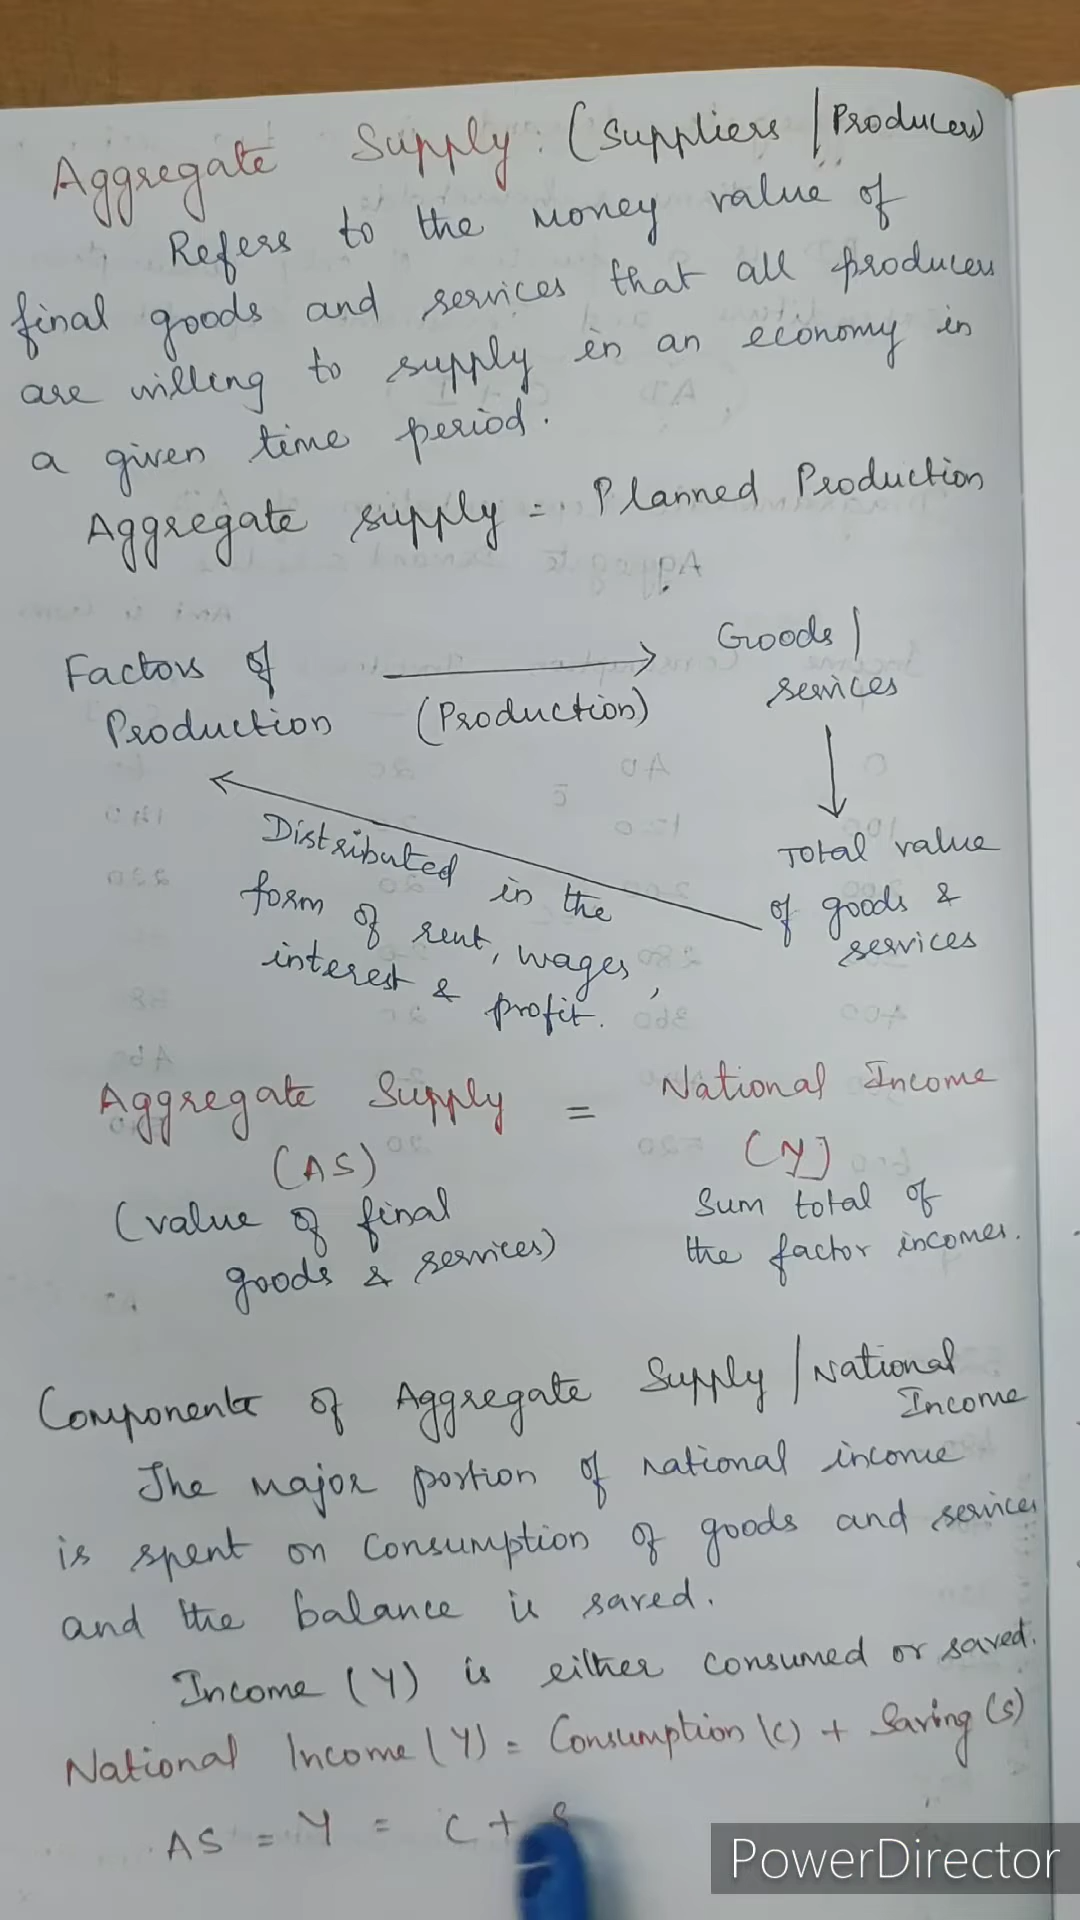 Aggregate Supply: (Suppliers / Producers)
Refers to the money value of
final goods and services that all producers
are willing to supply in an economy in
a given time period.
Aggregate supply = Planned Production
Factors of Production
(Production)
Goods / services
Total value
of goods &
services
Distributed in the
form of rent, wages,
interest & profit.
Aggregate Supply = National Income
(AS) (Y)
(value of final
goods & services)
Sum total of
the factor incomes.
Components of Aggregate Supply / National
Income
The major portion of national income
is spent on consumption of goods and services
and the balance is saved.
Income (Y) is either consumed or saved.
National Income (Y) = Consumption (C) + Saving (S)
AS = Y = C + S
PowerDirector